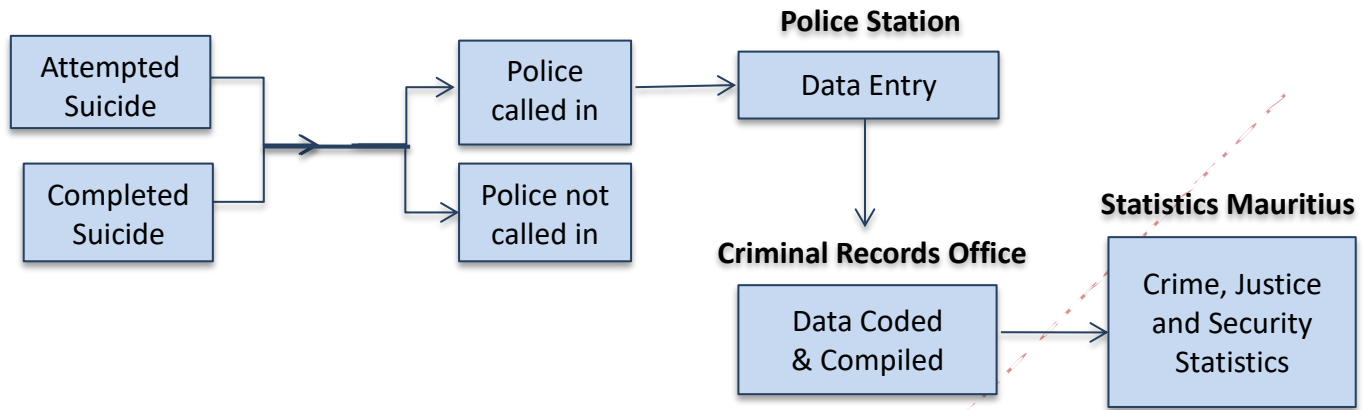 Attempted
Suicide
Completed
Suicide
Police
called in
Police not
called in
Police Station
Data Entry
Criminal Records Office
Data Coded
& Compiled
Statistics Mauritius
Crime, Justice
and Security
Statistics